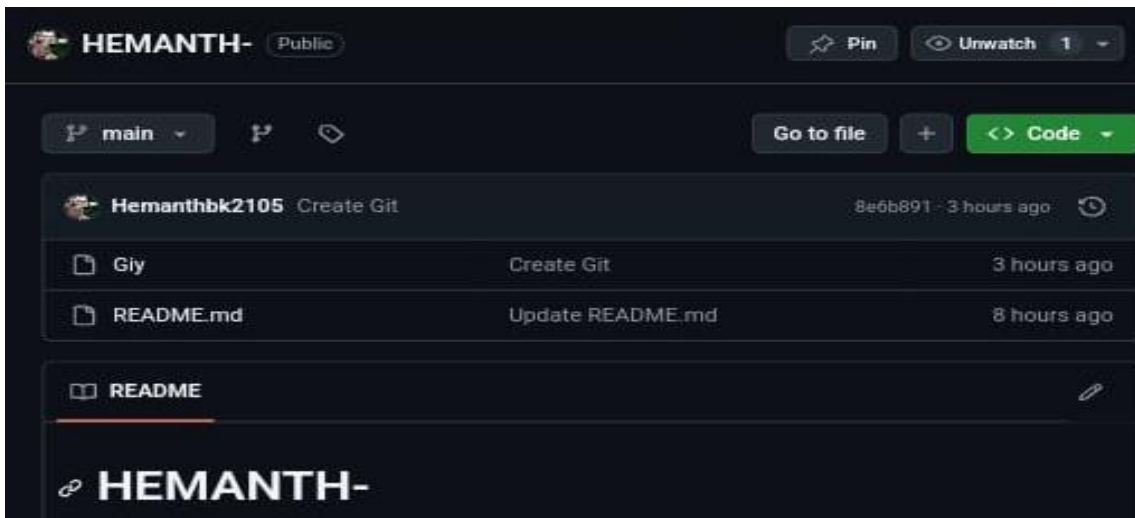 HEMANTH- Public Pin Unwatch 1
main Go to file + <> Code
Hemanthbk2105 Create Git 8e6b891 · 3 hours ago
Giy Create Git 3 hours ago
README.md Update README.md 8 hours ago
README
HEMANTH-